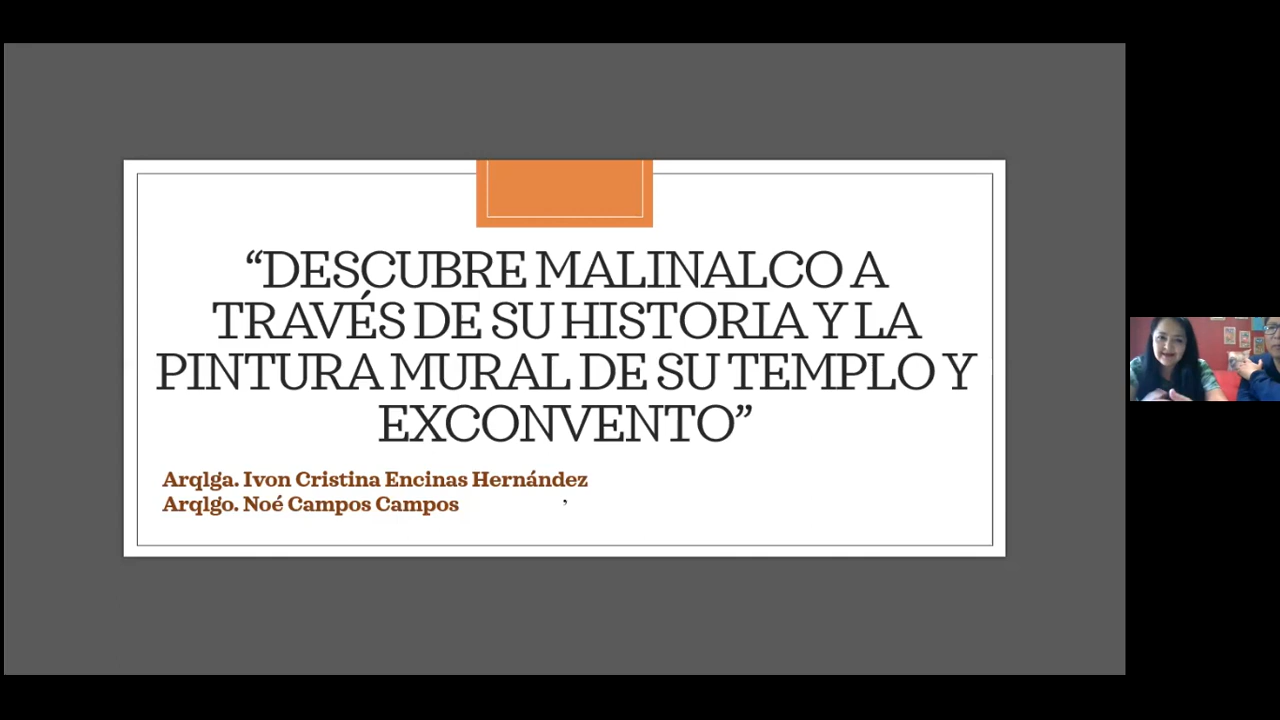 “DESCUBRE MALINALCO A
TRAVÉS DE SU HISTORIA Y LA
PINTURA MURAL DE SU TEMPLO Y
EXCONVENTO”
Arqlga. Ivon Cristina Encinas Hernández
Arqlgo. Noé Campos Campos